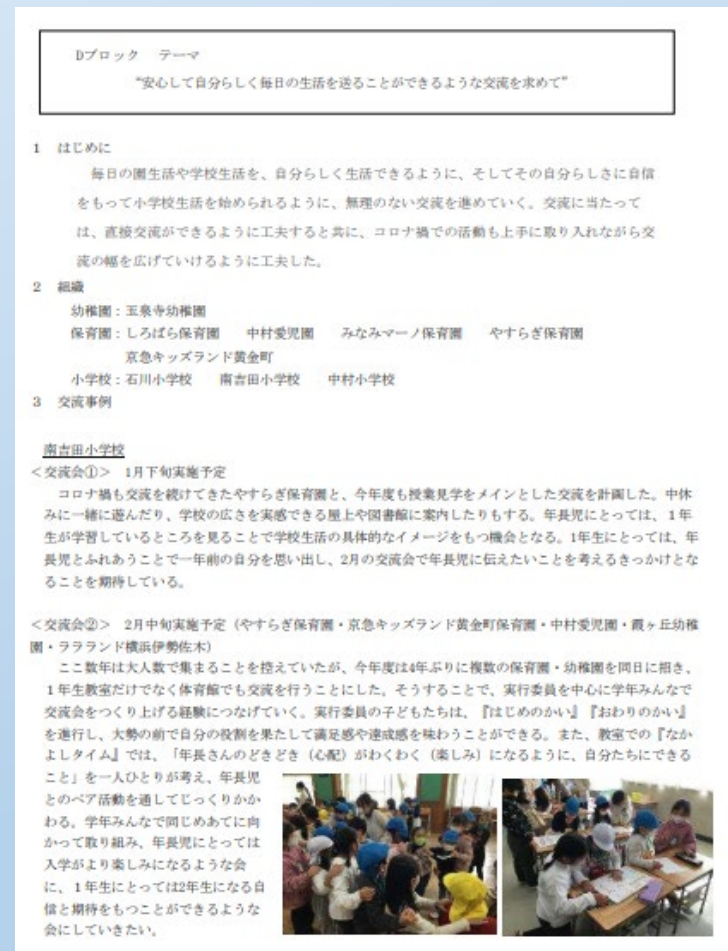 Dブロック　テーマ
“安心して自分らしく毎日の生活を送ることができるような交流を求めて”
1　はじめに
毎日の園生活や学校生活を、自分らしく生活できるように、そしてその自分らしさに自信
をもって小学校生活を始められるように、無理のない交流を進めていく。交流に当たって
は、直接交流ができるように工夫すると共に、コロナ禍での活動も上手に取り入れながら交
流の幅を広げていけるように工夫した。
2　組織
幼稚園：玉泉寺幼稚園
保育園：しろばら保育園　中村愛児園　みなみマーノ保育園　やすらぎ保育園
京急キッズランド黄金町
小学校：石川小学校　南吉田小学校　中村小学校
3　交流事例
南吉田小学校
＜交流会①＞　1月下旬実施予定
コロナ禍も交流を続けてきたやすらぎ保育園と、今年度も授業見学をメインとした交流を計画した。中休
みに一緒に遊んだり、学校の広さを実感できる屋上や図書館に案内したりもする。年長児にとっては、１年
生が学習しているところを見ることで学校生活の具体的なイメージをもつ機会となる。1年生にとっては、年
長児とふれあうことで一年前の自分を思い出し、2月の交流会で年長児に伝えたいことを考えるきっかけとな
ることを期待している。
＜交流会②＞　2月中旬実施予定（やすらぎ保育園・京急キッズランド黄金町保育園・中村愛児園・霞ヶ丘幼稚
園・ララランド横浜伊勢佐木）
ここ数年は大人数で集まることを控えていたが、今年度は4年ぶりに複数の保育園・幼稚園を同日に招き、
１年生教室だけでなく体育館でも交流を行うことにした。そうすることで、実行委員を中心に学年みんなで
交流会をつくり上げる経験につなげていく。実行委員の子どもたちは、『はじめのかい』『おわりのかい』
を進行し、大勢の前で自分の役割を果たして満足感や達成感を味わうことができる。また、教室での『なか
よしタイム』では、「年長さんのどきどき（心配）がわくわく（楽しみ）になるように、自分たちにできる
こと」を一人ひとりが考え、年長児
とのペア活動を通してじっくりかか
わる。学年みんなで同じめあてに向
かって取り組み、年長児にとっては
入学がより楽しみになるような会
に、１年生にとっては2年生になる自
信と期待をもつことができるような
会にしていきたい。